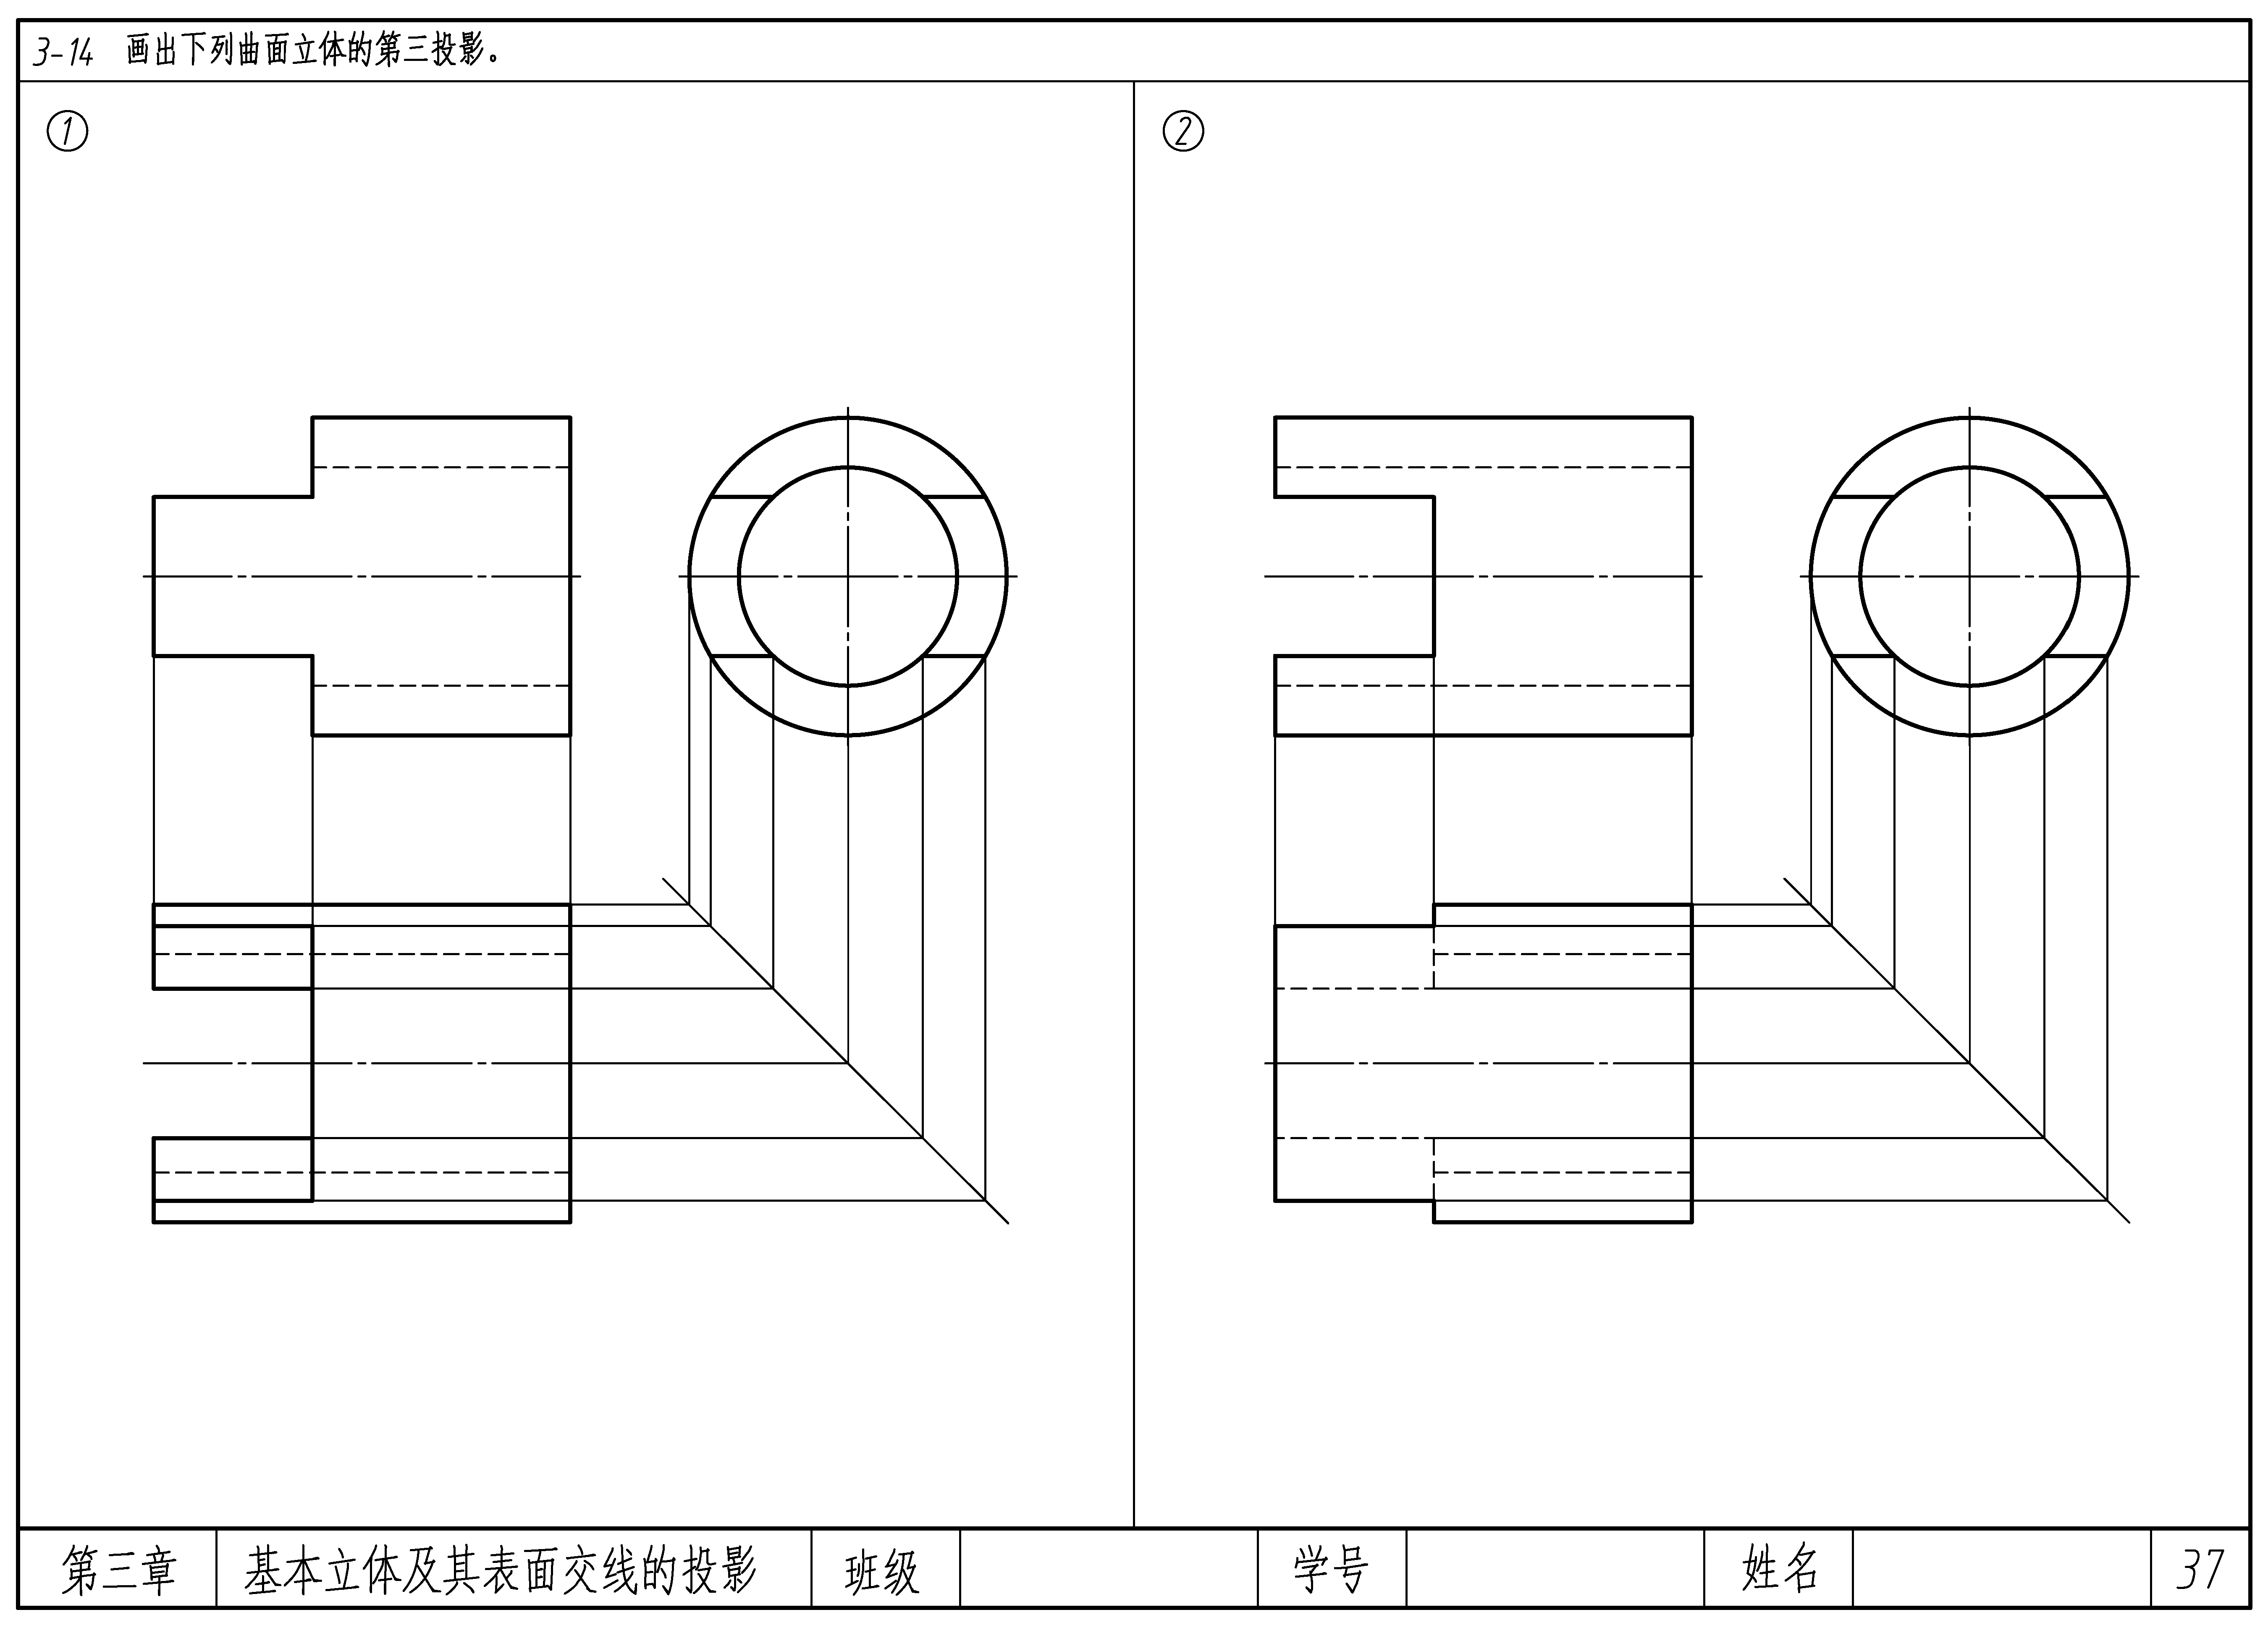 3-14 画出下列曲面立体的第三投影。
①
②
第三章 基本立体及其表面交线的投影 班级 学号 姓名 37